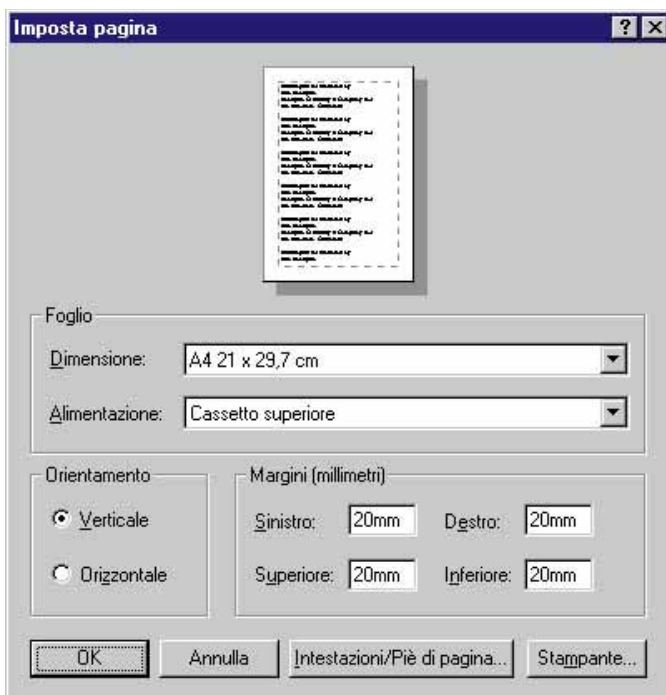 Imposta pagina
Foglio
Dimensione: A4 21 x 29,7 cm
Alimentazione: Cassetto superiore
Orientamento
Verticale
Orizzontale
Margini (millimetri)
Sinistro: 20mm Destro: 20mm
Superiore: 20mm Inferiore: 20mm
OK Annulla Intestazioni/Piè di pagina... Stampante...